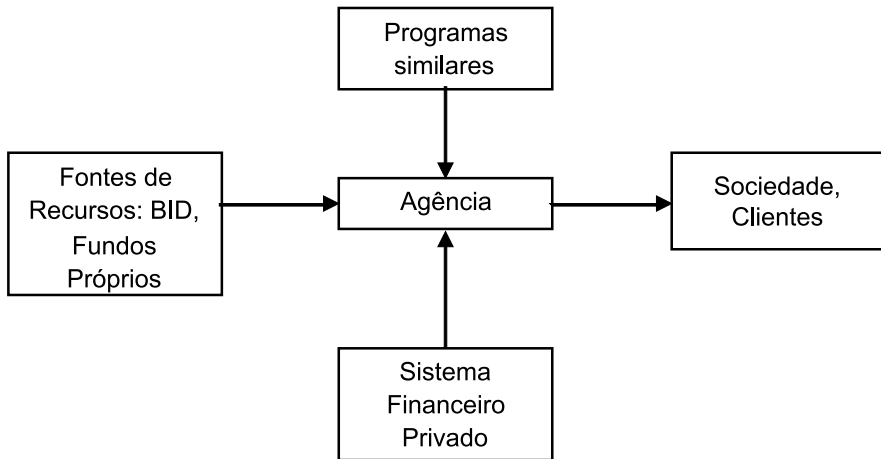 Programas
similares
Fontes de
Recursos: BID,
Fundos
Próprios
Agência
Sociedade,
Clientes
Sistema
Financeiro
Privado